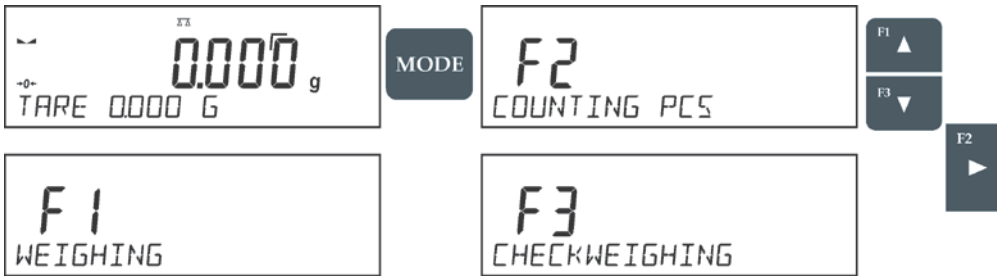 0.000 g
TARE 0.000 G
MODE
F2
COUNTING PCS
F1
F3
F2
F1
WEIGHING
F3
CHECKWEIGHING